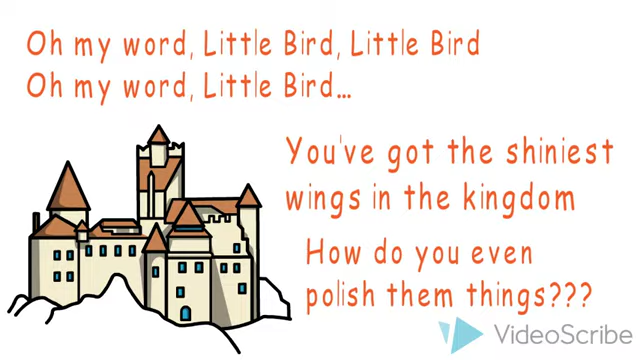 Oh my word, Little Bird, Little Bird
Oh my word, Little Bird...
You've got the shiniest
wings in the kingdom
How do you even
polish them things???
VideoScribe